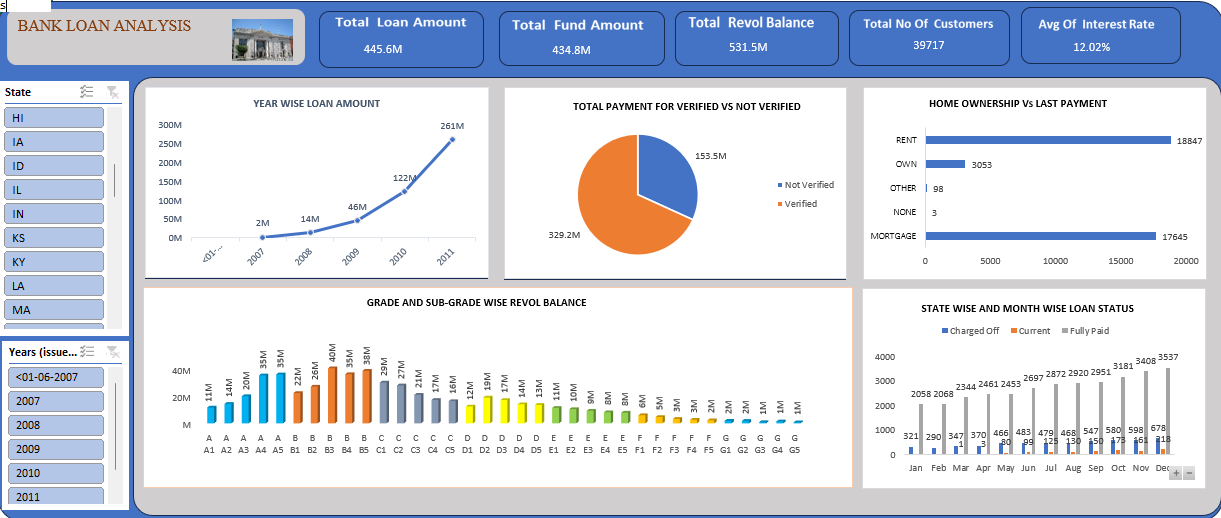 s
BANK LOAN ANALYSIS
Total Loan Amount
445.6M
Total Fund Amount
434.8M
Total Revol Balance
531.5M
Total No Of Customers
39717
Avg Of Interest Rate
12.02%
State
HI
IA
ID
IL
IN
KS
KY
LA
MA
Years (issue...
<01-06-2007
2007
2008
2009
2010
2011
YEAR WISE LOAN AMOUNT
300M
250M
200M
150M
100M
50M
0M
2M
14M
46M
122M
261M
<01-...
2007
2008
2009
2010
2011
TOTAL PAYMENT FOR VERIFIED VS NOT VERIFIED
153.5M
329.2M
Not Verified
Verified
HOME OWNERSHIP Vs LAST PAYMENT
RENT 18847
OWN 3053
OTHER 98
NONE 3
MORTGAGE 17645
0 5000 10000 15000 20000
GRADE AND SUB-GRADE WISE REVOL BALANCE
40M
20M
M
11M 14M 20M 35M 35M 22M 26M 40M 35M 38M 29M 27M 21M 17M 16M 12M 19M 17M 14M 13M 11M 10M 9M 8M 8M 6M 5M 3M 3M 2M 2M 2M 1M 1M 1M
A A A A A B B B B B C C C C C D D D D D E E E E E F F F F F G G G G G
A1 A2 A3 A4 A5 B1 B2 B3 B4 B5 C1 C2 C3 C4 C5 D1 D2 D3 D4 D5 E1 E2 E3 E4 E5 F1 F2 F3 F4 F5 G1 G2 G3 G4 G5
STATE WISE AND MONTH WISE LOAN STATUS
Charged Off Current Fully Paid
4000
3000
2000
1000
0
2058 2068 2344 2461 2453 2697 2872 2920 2951 3181 3408 3537
321 290 347 370 466 483 479 468 547 580 598 678
1 3 80 99 125 130 150 173 161 218
Jan Feb Mar Apr May Jun Jul Aug Sep Oct Nov Dec
+ −